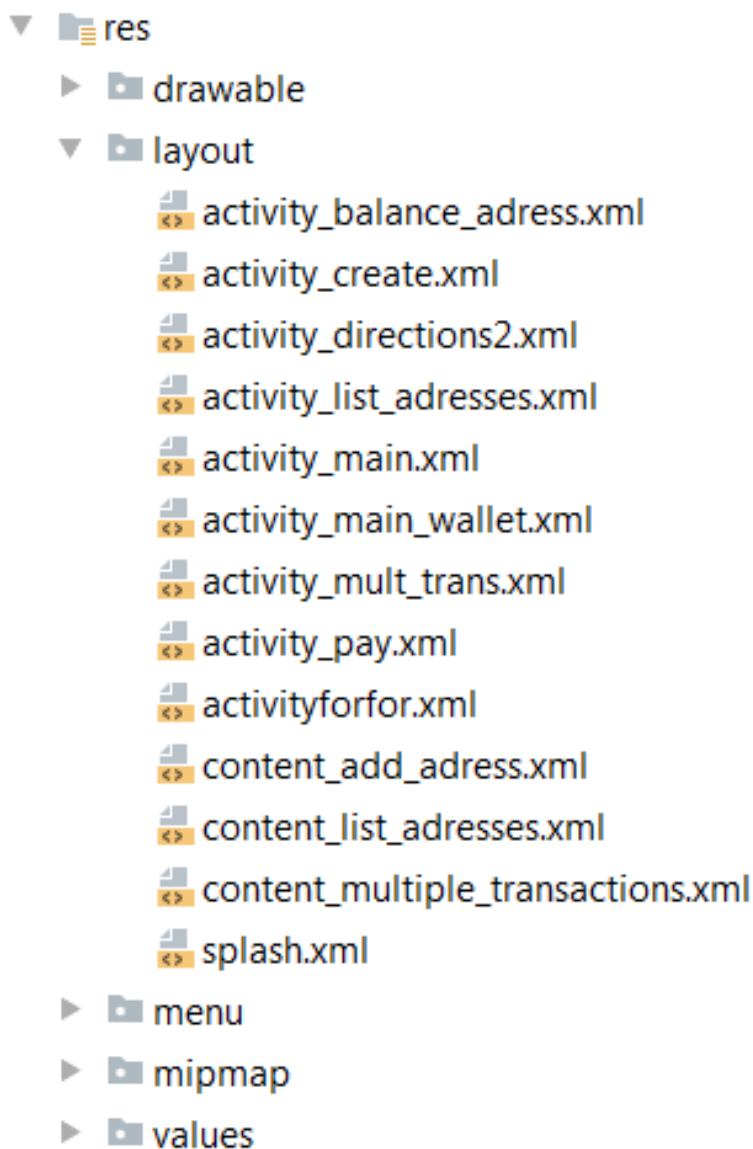 res
drawable
layout
activity_balance_adress.xml
activity_create.xml
activity_directions2.xml
activity_list_adresses.xml
activity_main.xml
activity_main_wallet.xml
activity_mult_trans.xml
activity_pay.xml
activityforfor.xml
content_add_adress.xml
content_list_adresses.xml
content_multiple_transactions.xml
splash.xml
menu
mipmap
values